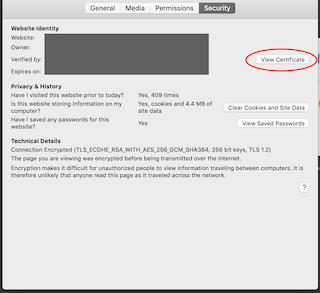 General Media Permissions Security
Website Identity
Website:
Owner:
Verified by:
View Certificate
Expires on:
Privacy & History
Have I visited this website prior to today? Yes, 409 times
Is this website storing information on my computer? Yes, cookies and 4.4 MB of site data Clear Cookies and Site Data
Have I saved any passwords for this website? Yes View Saved Passwords
Technical Details
Connection Encrypted (TLS_ECDHE_RSA_WITH_AES_256_GCM_SHA384, 256 bit keys, TLS 1.2)
The page you are viewing was encrypted before being transmitted over the Internet.
Encryption makes it difficult for unauthorized people to view information traveling between computers. It is
therefore unlikely that anyone read this page as it traveled across the network.
?